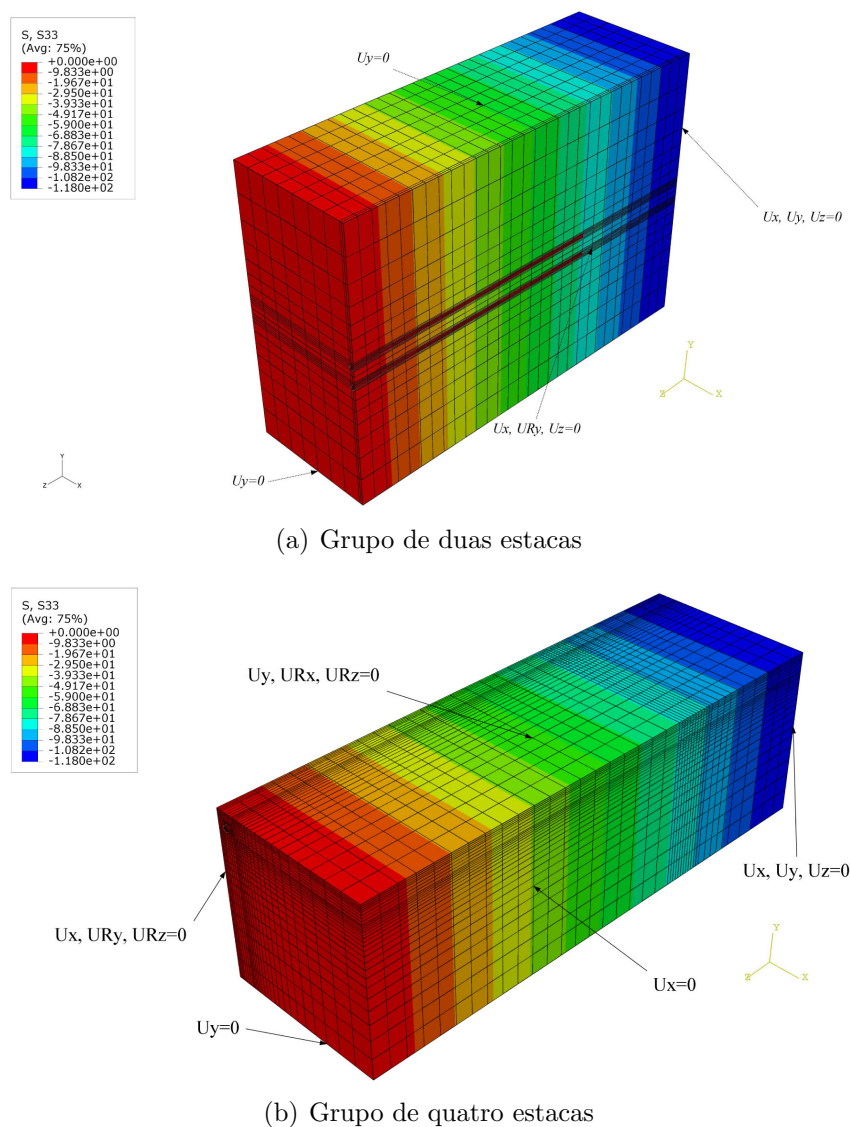 S, S33
(Avg: 75%)
+0.000e+00
-9.833e+00
-1.967e+01
-2.950e+01
-3.933e+01
-4.917e+01
-5.900e+01
-6.883e+01
-7.867e+01
-8.850e+01
-9.833e+01
-1.082e+02
-1.180e+02
Uy=0
Ux, Uy, Uz=0
Y
Z
X
Ux, URy, Uz=0
Y
Z
X
Uy=0
(a) Grupo de duas estacas
S, S33
(Avg: 75%)
+0.000e+00
-9.833e+00
-1.967e+01
-2.950e+01
-3.933e+01
-4.917e+01
-5.900e+01
-6.883e+01
-7.867e+01
-8.850e+01
-9.833e+01
-1.082e+02
-1.180e+02
Uy, URx, URz=0
Ux, Uy, Uz=0
Ux, URy, URz=0
Y
Z
X
Ux=0
Uy=0
(b) Grupo de quatro estacas